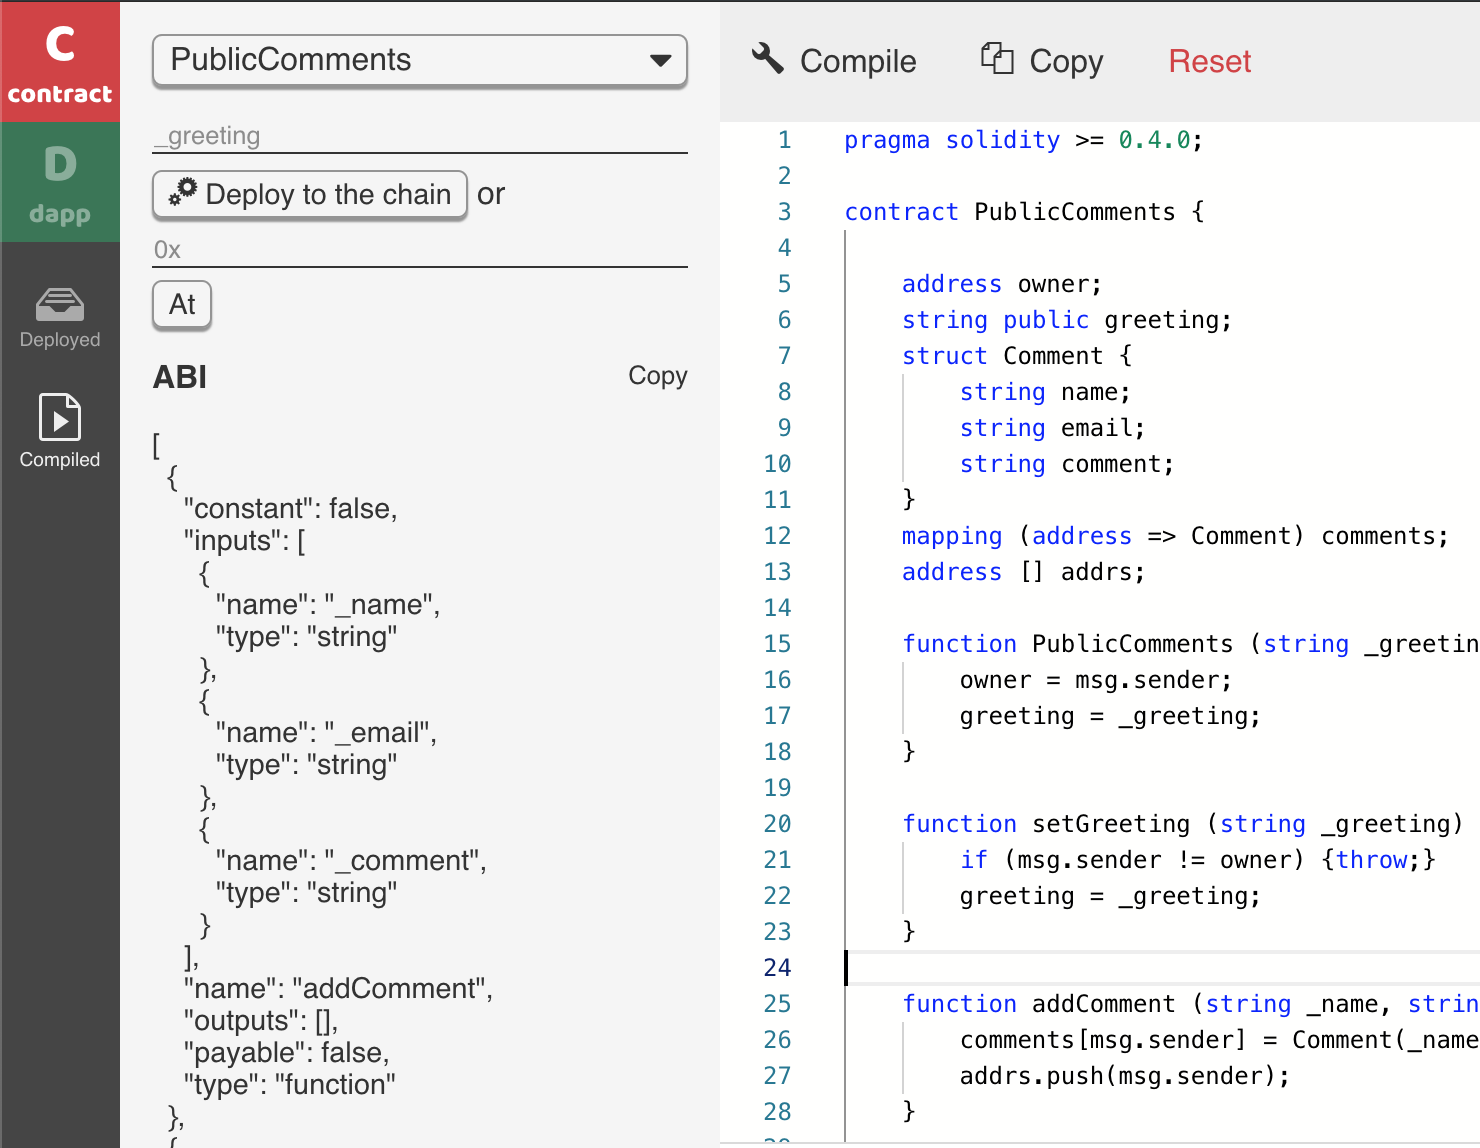 C
contract
D
dapp
Deployed
Compiled
PublicComments
_greeting
Deploy to the chain or
0x
At
ABI Copy
[
{
"constant": false,
"inputs": [
{
"name": "_name",
"type": "string"
},
{
"name": "_email",
"type": "string"
},
{
"name": "_comment",
"type": "string"
}
],
"name": "addComment",
"outputs": [],
"payable": false,
"type": "function"
},
{
Compile Copy Reset
1 pragma solidity >= 0.4.0;
2
3 contract PublicComments {
4
5 address owner;
6 string public greeting;
7 struct Comment {
8 string name;
9 string email;
10 string comment;
11 }
12 mapping (address => Comment) comments;
13 address [] addrs;
14
15 function PublicComments (string _greetin
16 owner = msg.sender;
17 greeting = _greeting;
18 }
19
20 function setGreeting (string _greeting)
21 if (msg.sender != owner) {throw;}
22 greeting = _greeting;
23 }
24
25 function addComment (string _name, strin
26 comments[msg.sender] = Comment(_name
27 addrs.push(msg.sender);
28 }